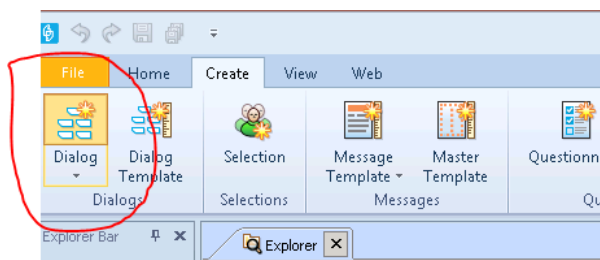 File Home Create View Web
Dialog Dialog Template Selection Message Template Master Template
Dialogs Selections Messages
Explorer Bar Explorer